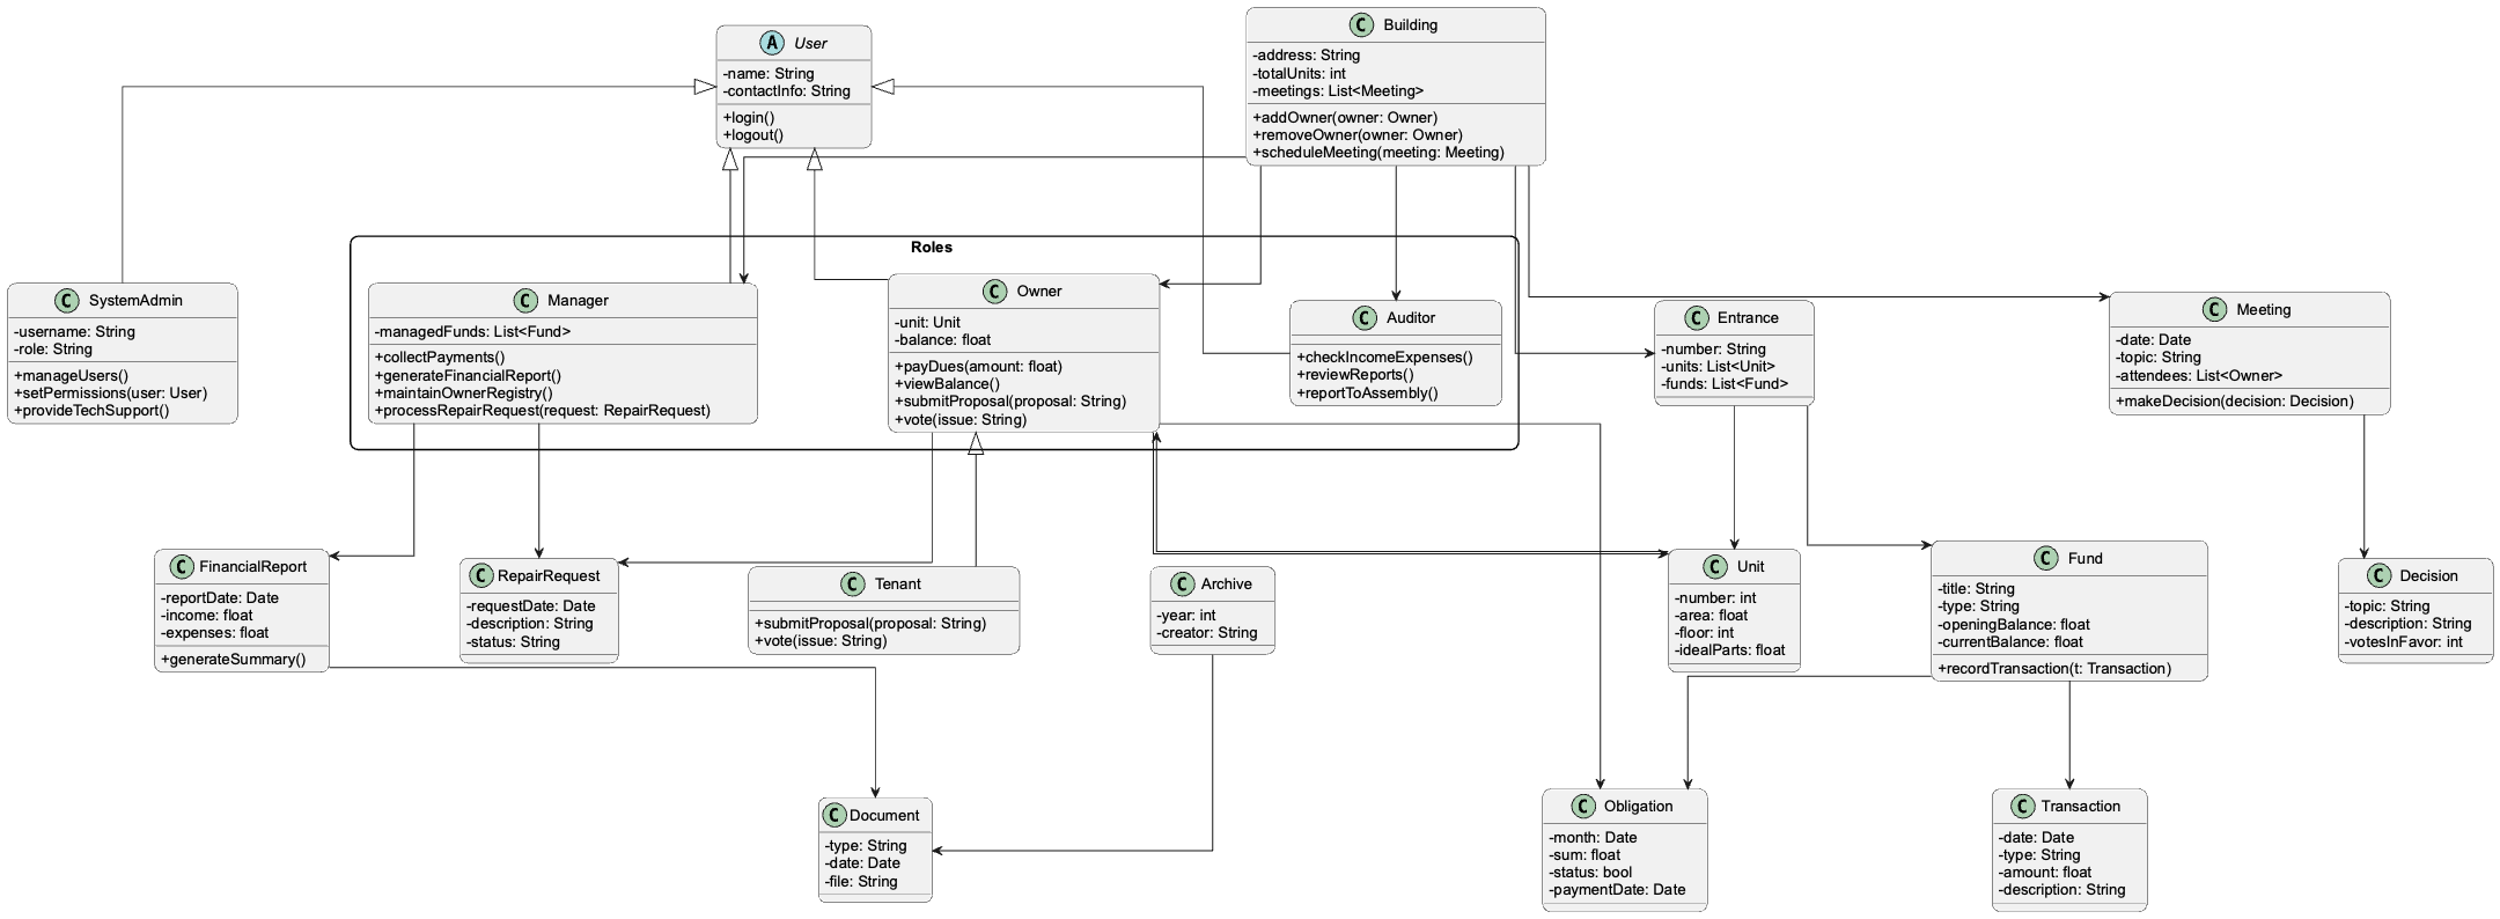 A User
-name: String
-contactInfo: String
+login()
+logout()
C Building
-address: String
-totalUnits: int
-meetings: List<Meeting>
+addOwner(owner: Owner)
+removeOwner(owner: Owner)
+scheduleMeeting(meeting: Meeting)
Roles
C SystemAdmin
-username: String
-role: String
+manageUsers()
+setPermissions(user: User)
+provideTechSupport()
C Manager
-managedFunds: List<Fund>
+collectPayments()
+generateFinancialReport()
+maintainOwnerRegistry()
+processRepairRequest(request: RepairRequest)
C Owner
-unit: Unit
-balance: float
+payDues(amount: float)
+viewBalance()
+submitProposal(proposal: String)
+vote(issue: String)
C Auditor
+checkIncomeExpenses()
+reviewReports()
+reportToAssembly()
C Entrance
-number: String
-units: List<Unit>
-funds: List<Fund>
C Meeting
-date: Date
-topic: String
-attendees: List<Owner>
+makeDecision(decision: Decision)
C FinancialReport
-reportDate: Date
-income: float
-expenses: float
+generateSummary()
C RepairRequest
-requestDate: Date
-description: String
-status: String
C Tenant
+submitProposal(proposal: String)
+vote(issue: String)
C Archive
-year: int
-creator: String
C Unit
-number: int
-area: float
-floor: int
-idealParts: float
C Fund
-title: String
-type: String
-openingBalance: float
-currentBalance: float
+recordTransaction(t: Transaction)
C Decision
-topic: String
-description: String
-votesInFavor: int
C Document
-type: String
-date: Date
-file: String
C Obligation
-month: Date
-sum: float
-status: bool
-paymentDate: Date
C Transaction
-date: Date
-type: String
-amount: float
-description: String